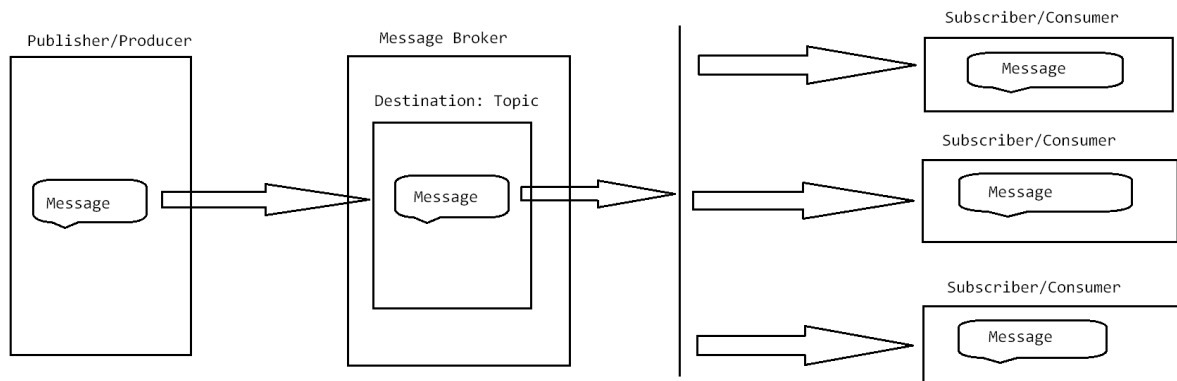 Publisher/Producer
Message
Message Broker
Destination: Topic
Message
Subscriber/Consumer
Message
Subscriber/Consumer
Message
Subscriber/Consumer
Message